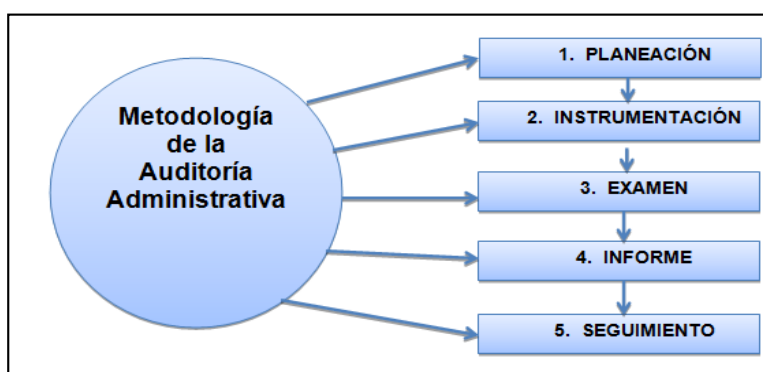 Metodología
de la
Auditoría
Administrativa
1. PLANEACIÓN
2. INSTRUMENTACIÓN
3. EXAMEN
4. INFORME
5. SEGUIMIENTO